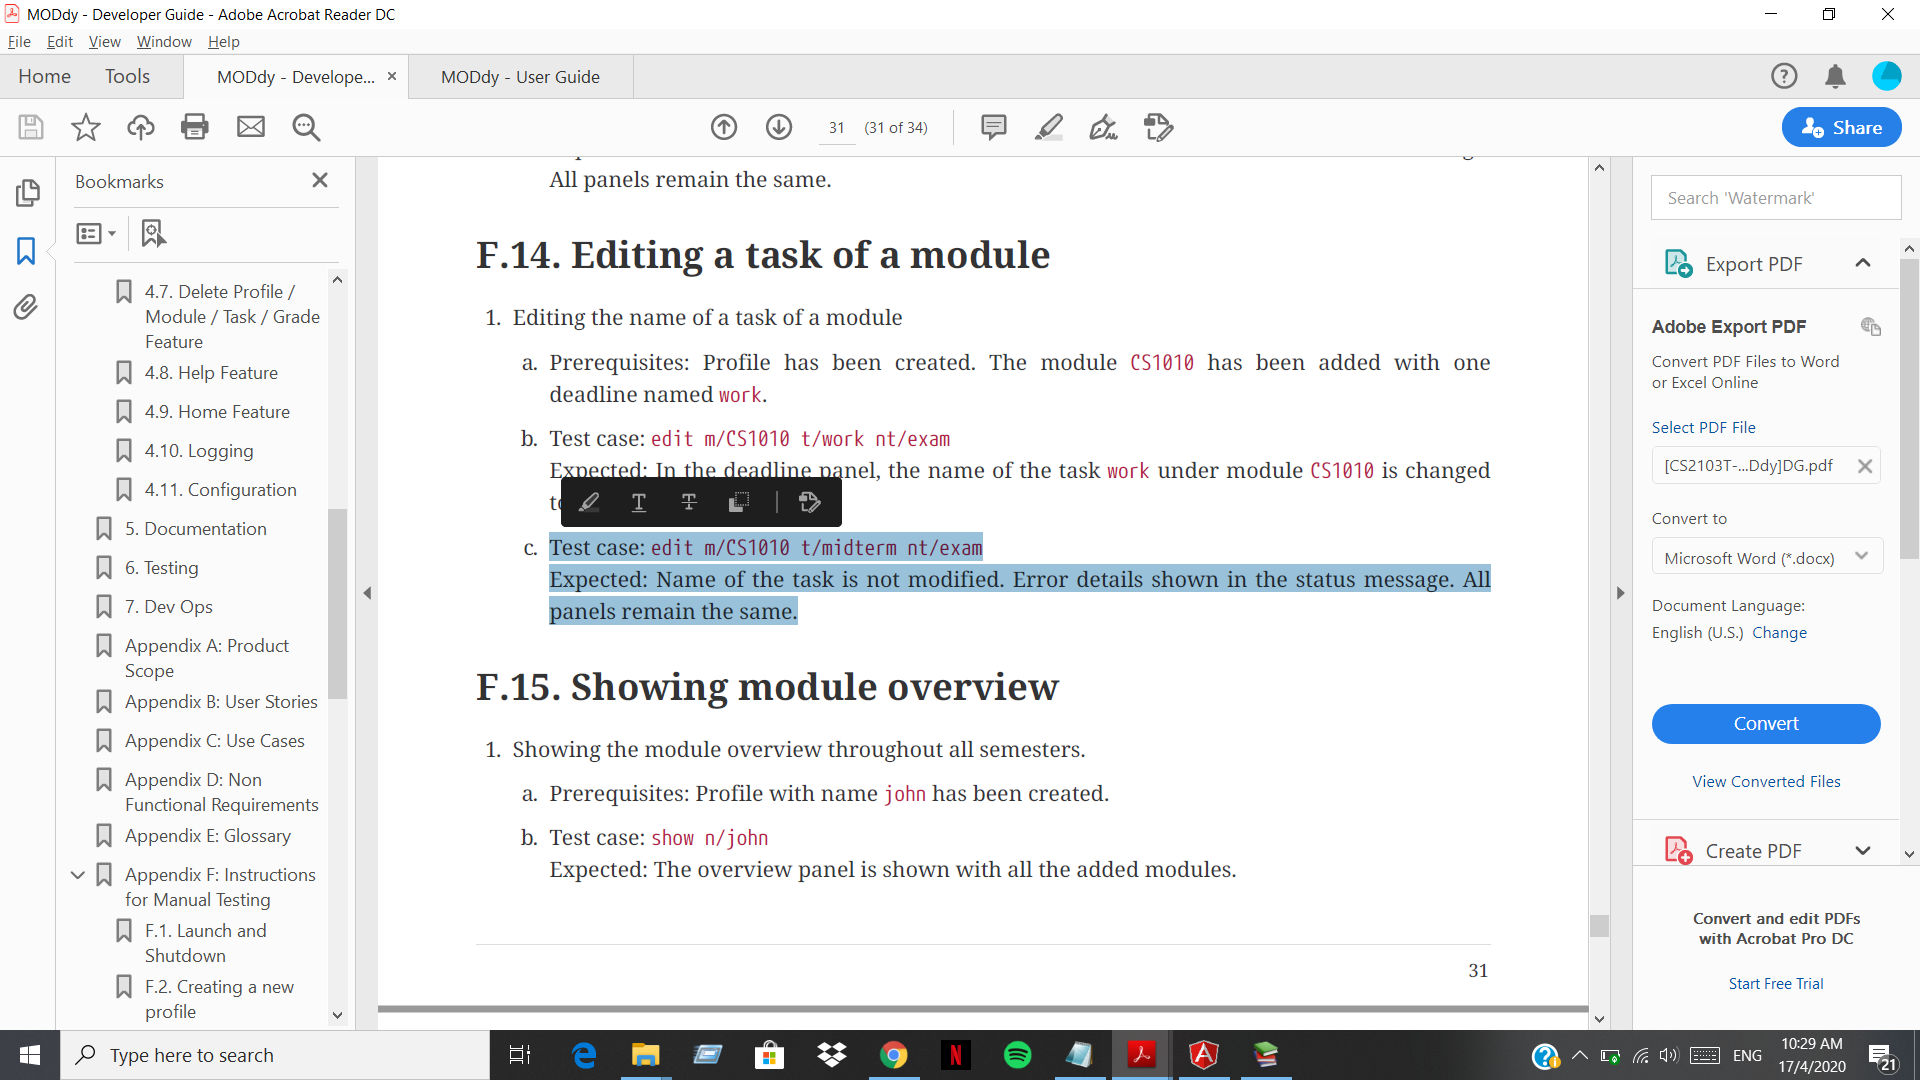 MODdy - Developer Guide - Adobe Acrobat Reader DC
File Edit View Window Help
Home Tools MODdy - Develope... MODdy - User Guide
31 (31 of 34)
Share
Bookmarks
4.7. Delete Profile /
Module / Task / Grade
Feature
4.8. Help Feature
4.9. Home Feature
4.10. Logging
4.11. Configuration
5. Documentation
6. Testing
7. Dev Ops
Appendix A: Product
Scope
Appendix B: User Stories
Appendix C: Use Cases
Appendix D: Non
Functional Requirements
Appendix E: Glossary
Appendix F: Instructions
for Manual Testing
F.1. Launch and
Shutdown
F.2. Creating a new
profile
All panels remain the same.
F.14. Editing a task of a module
1. Editing the name of a task of a module
a. Prerequisites: Profile has been created. The module CS1010 has been added with one
deadline named work.
b. Test case: edit m/CS1010 t/work nt/exam
Expected: In the deadline panel, the name of the task work under module CS1010 is changed
c. Test case: edit m/CS1010 t/midterm nt/exam
Expected: Name of the task is not modified. Error details shown in the status message. All
panels remain the same.
F.15. Showing module overview
1. Showing the module overview throughout all semesters.
a. Prerequisites: Profile with name john has been created.
b. Test case: show n/john
Expected: The overview panel is shown with all the added modules.
31
Search 'Watermark'
Export PDF
Adobe Export PDF
Convert PDF Files to Word
or Excel Online
Select PDF File
[CS2103T-...Ddy]DG.pdf
Convert to
Microsoft Word (*.docx)
Document Language:
English (U.S.) Change
Convert
View Converted Files
Create PDF
Convert and edit PDFs
with Acrobat Pro DC
Start Free Trial
Type here to search
ENG
10:29 AM
17/4/2020
21